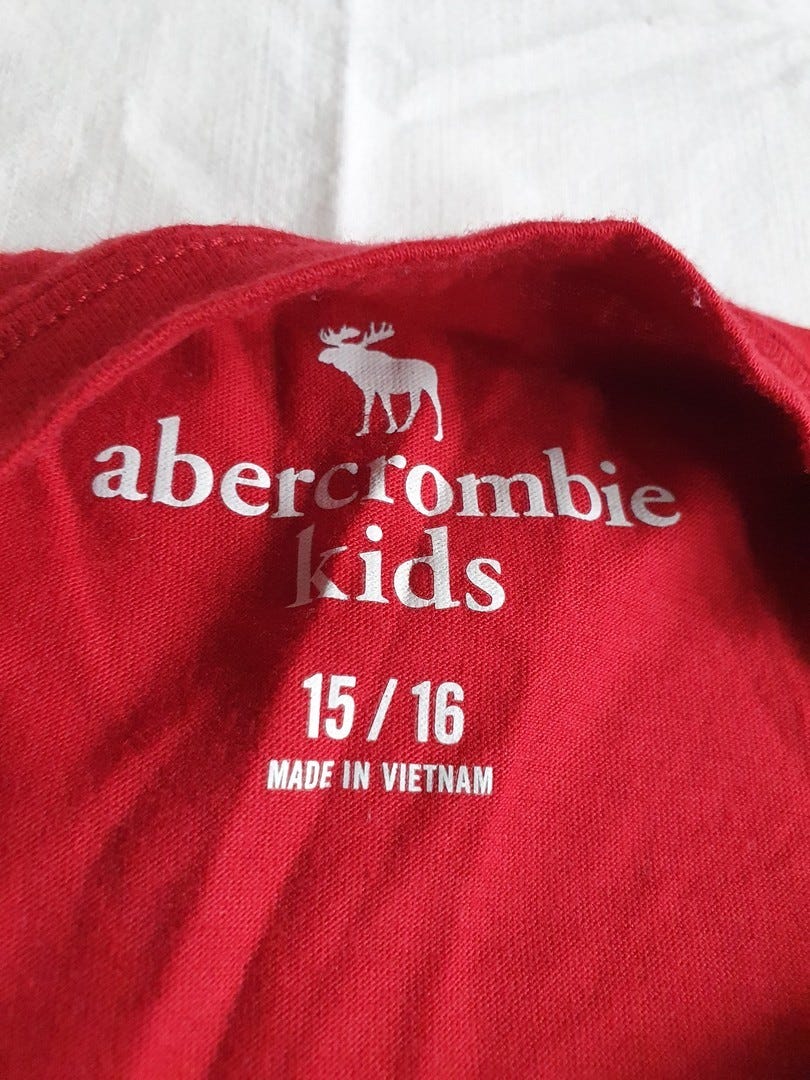 abercrombie
kids
15 / 16
MADE IN VIETNAM